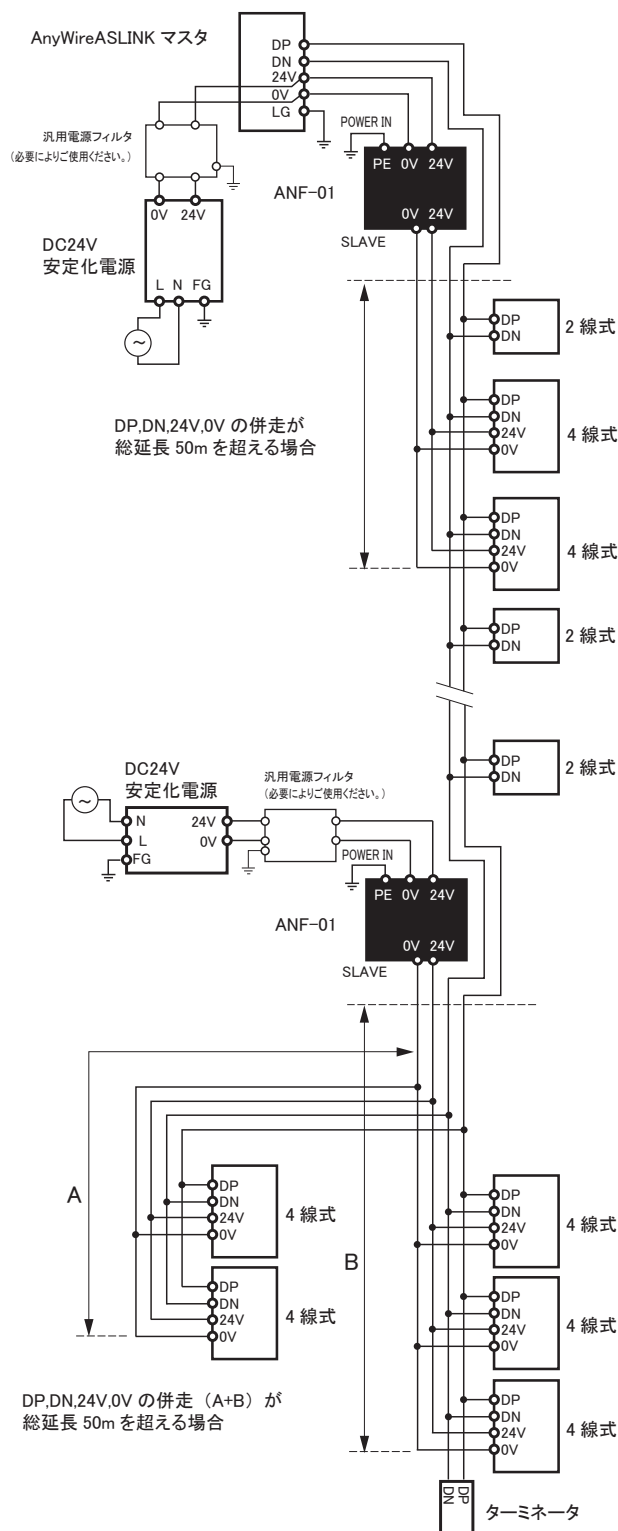 AnyWireASLINK マスタ
DP
DN
24V
0V
LG
汎用電源フィルタ
(必要によりご使用ください。)
POWER IN
PE 0V 24V
ANF-01
0V 24V
SLAVE
0V 24V
DC24V
安定化電源
L N FG
~
DP
DN
2 線式
DP,DN,24V,0V の併走が
総延長 50m を超える場合
DP
DN
24V
0V
4 線式
DP
DN
24V
0V
4 線式
DP
DN
2 線式
DP
DN
2 線式
DC24V
安定化電源
汎用電源フィルタ
(必要によりご使用ください。)
~
N
L
FG
24V
0V
POWER IN
PE 0V 24V
ANF-01
0V 24V
SLAVE
A
DP
DN
24V
0V
4 線式
DP
DN
24V
0V
4 線式
B
DP
DN
24V
0V
4 線式
DP
DN
24V
0V
4 線式
DP
DN
24V
0V
4 線式
DP,DN,24V,0V の併走（A+B）が
総延長 50m を超える場合
DN
DP
ターミネータ